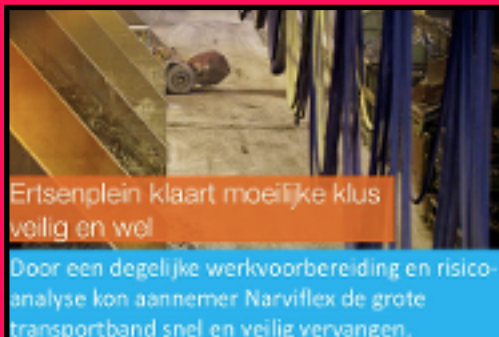 Ertsenplein klaart moeilijke klus
veilig en wel
Door een degelijke werkvoorbereiding en risico-
analyse kon aannemer Narviflex de grote
transportband snel en veilig vervangen.